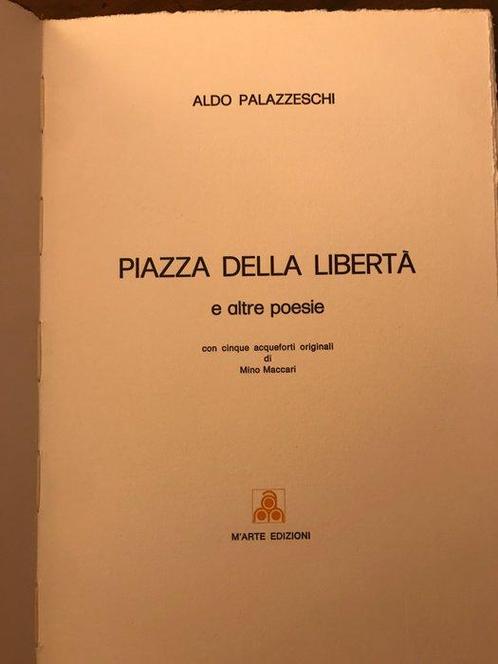 ALDO PALAZZESCHI
PIAZZA DELLA LIBERTÀ
e altre poesie
con cinque acqueforti originali
di
Mino Maccari
M'ARTE EDIZIONI